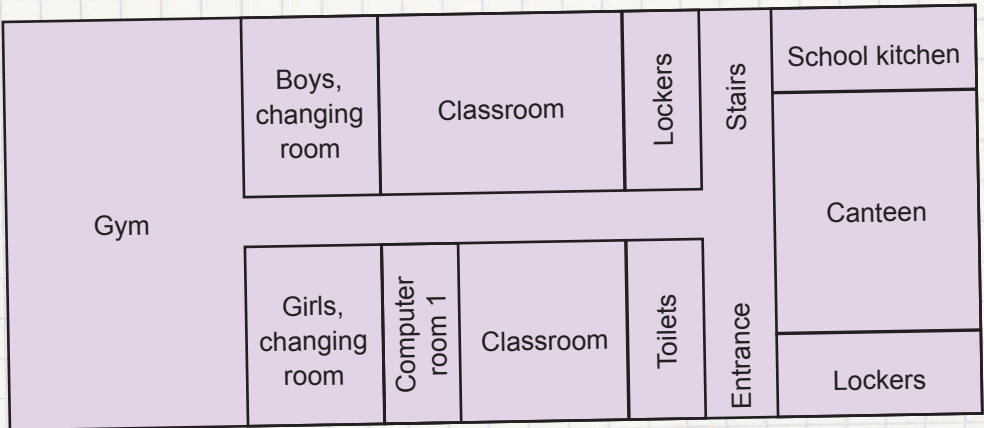 Gym
Boys,
changing
room
Classroom
Lockers
Stairs
School kitchen
Canteen
Girls,
changing
room
Computer
room 1
Classroom
Toilets
Entrance
Lockers